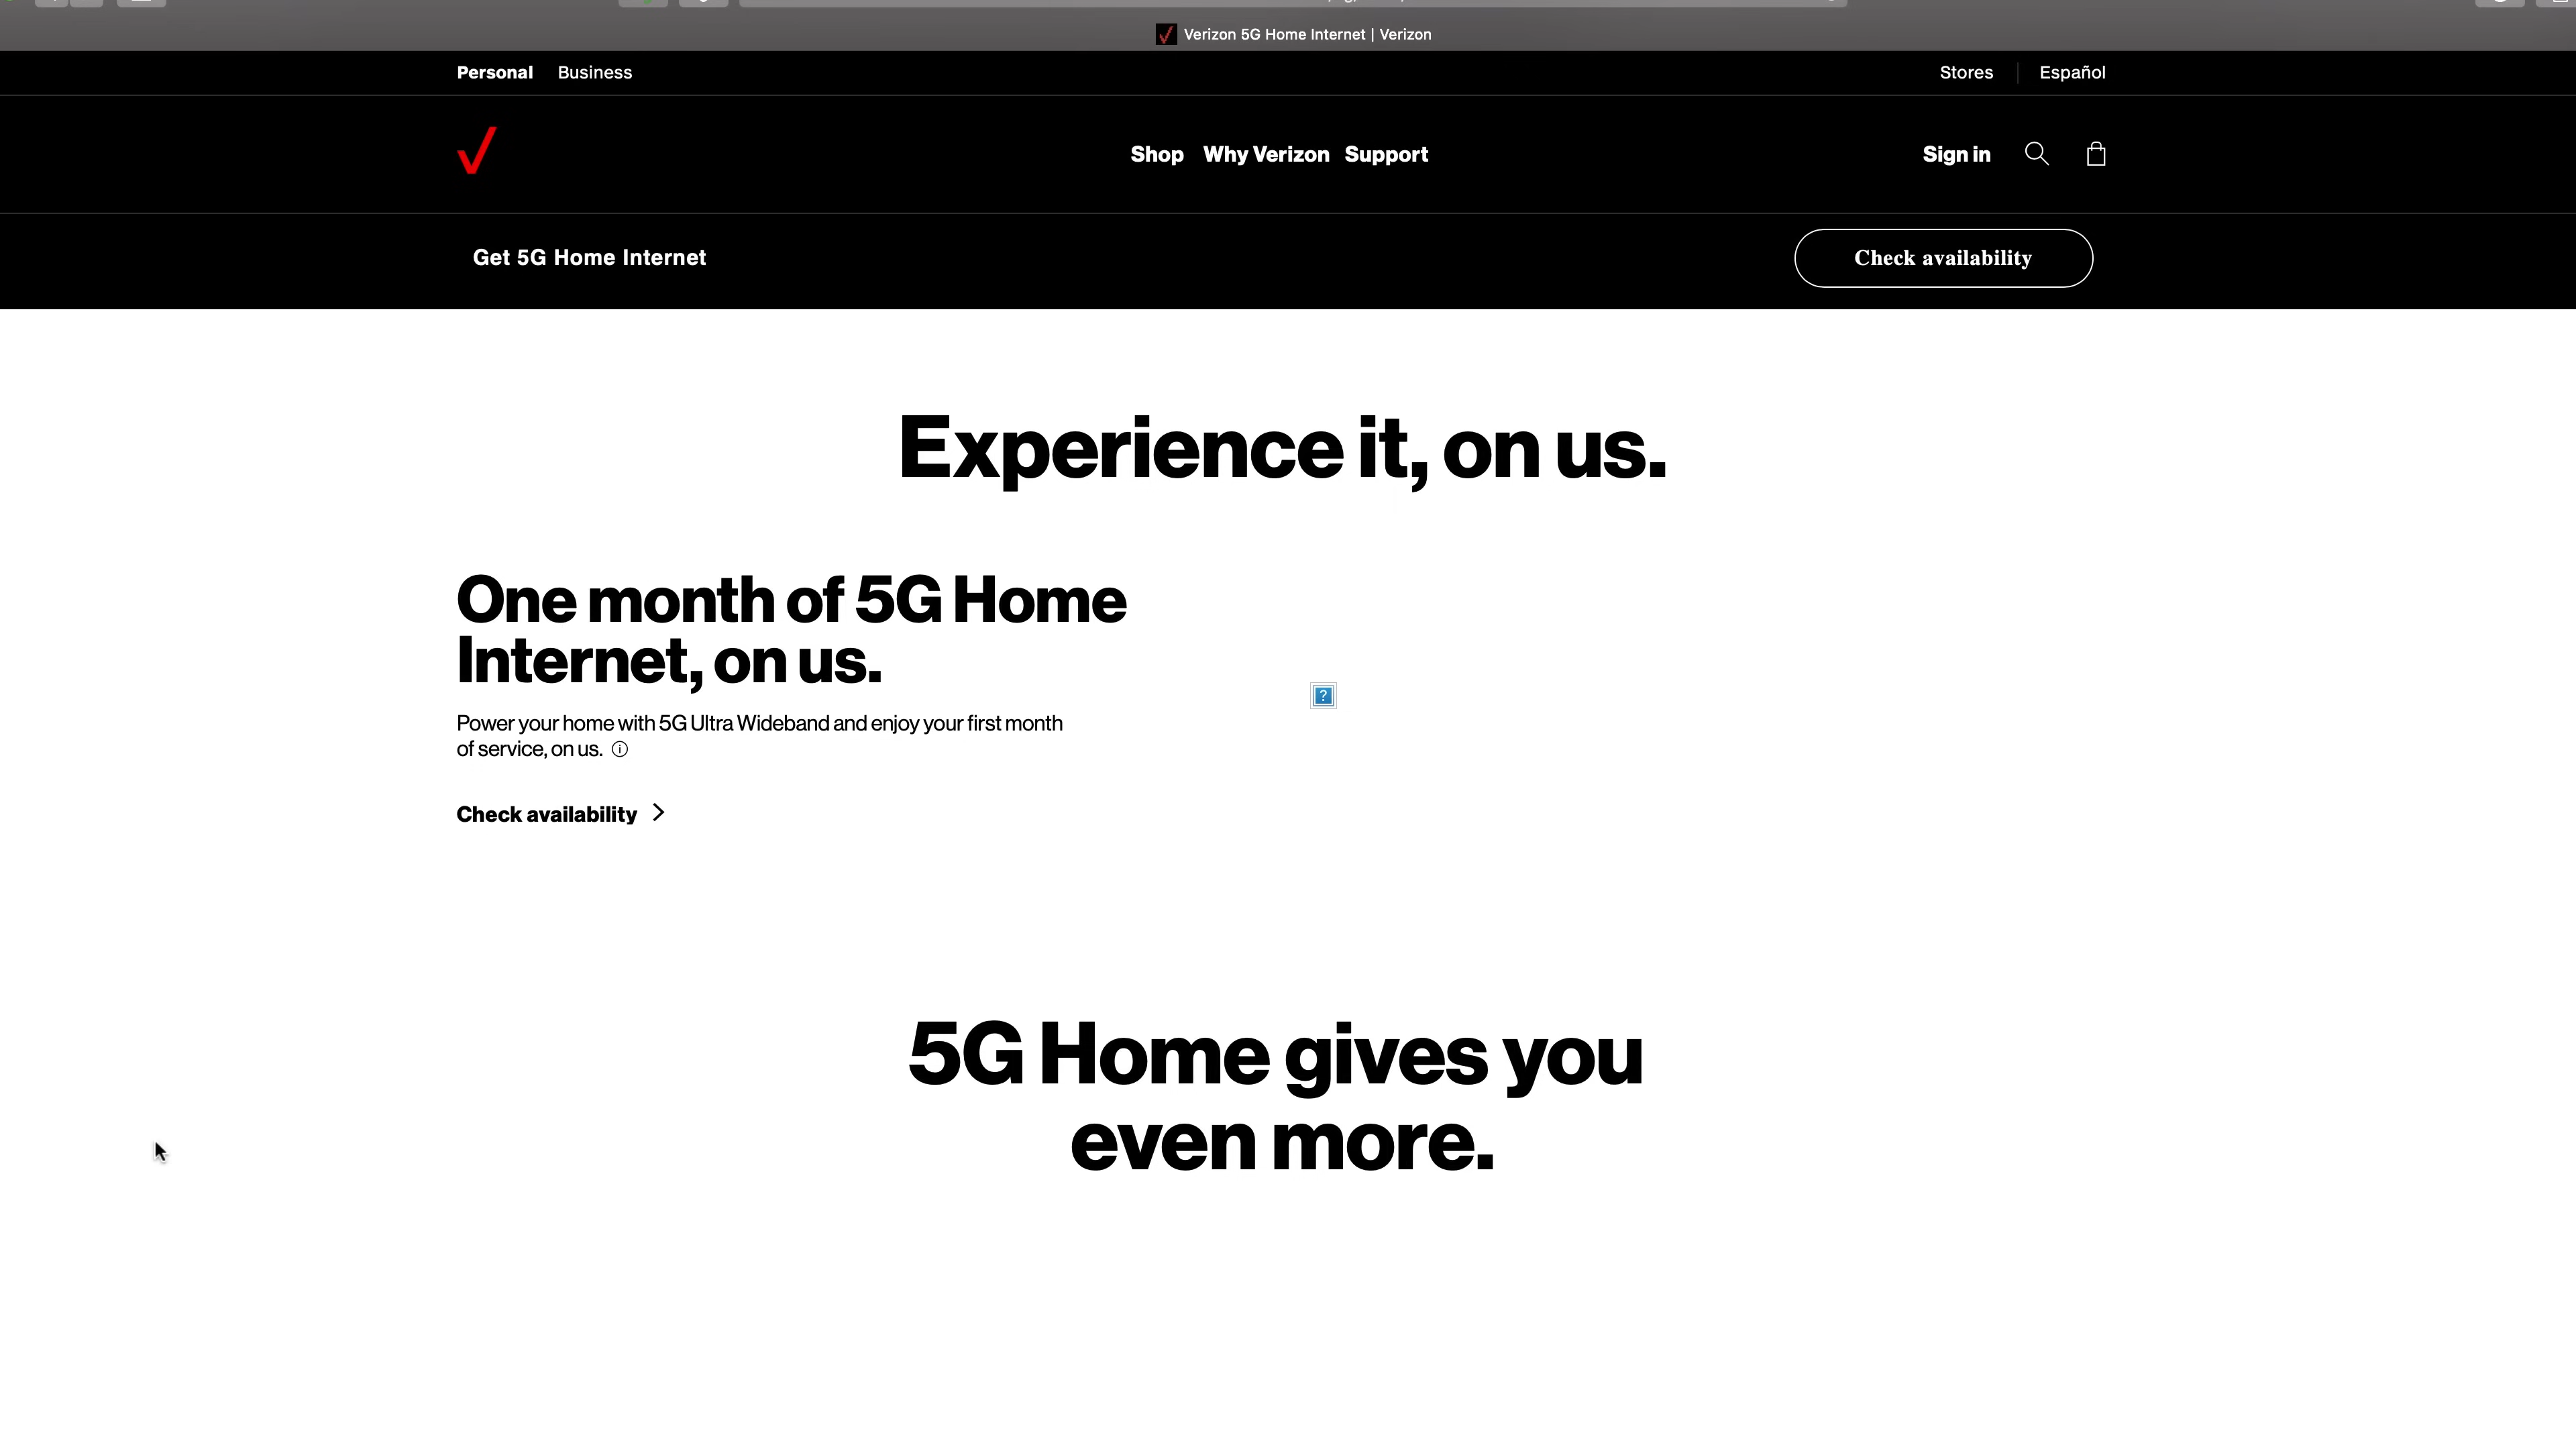 Verizon 5G Home Internet | Verizon
Personal Business Stores Español
Shop Why Verizon Support Sign in
Get 5G Home Internet Check availability
Experience it, on us.
One month of 5G Home
Internet, on us.
Power your home with 5G Ultra Wideband and enjoy your first month
of service, on us.
Check availability
5G Home gives you
even more.